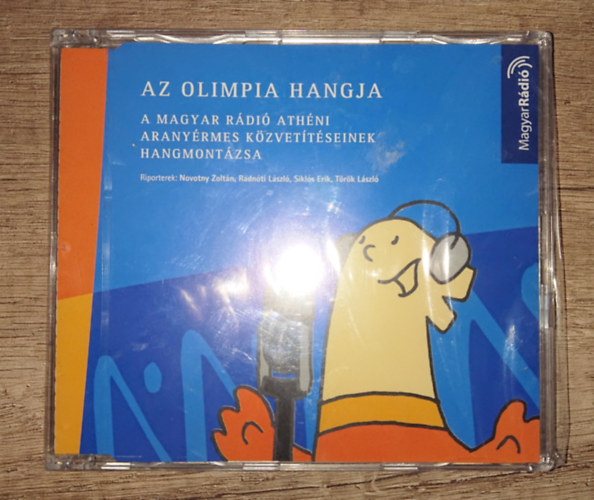 AZ OLIMPIA HANGJA
A MAGYAR RÁDIÓ ATHÉNI
ARANYÉRMES KÖZVETÍTÉSEINEK
HANGMONTÁZSA
Riporterek: Novotny Zoltán, Radnóti László, Siklós Erik, Török László
MagyarRádió